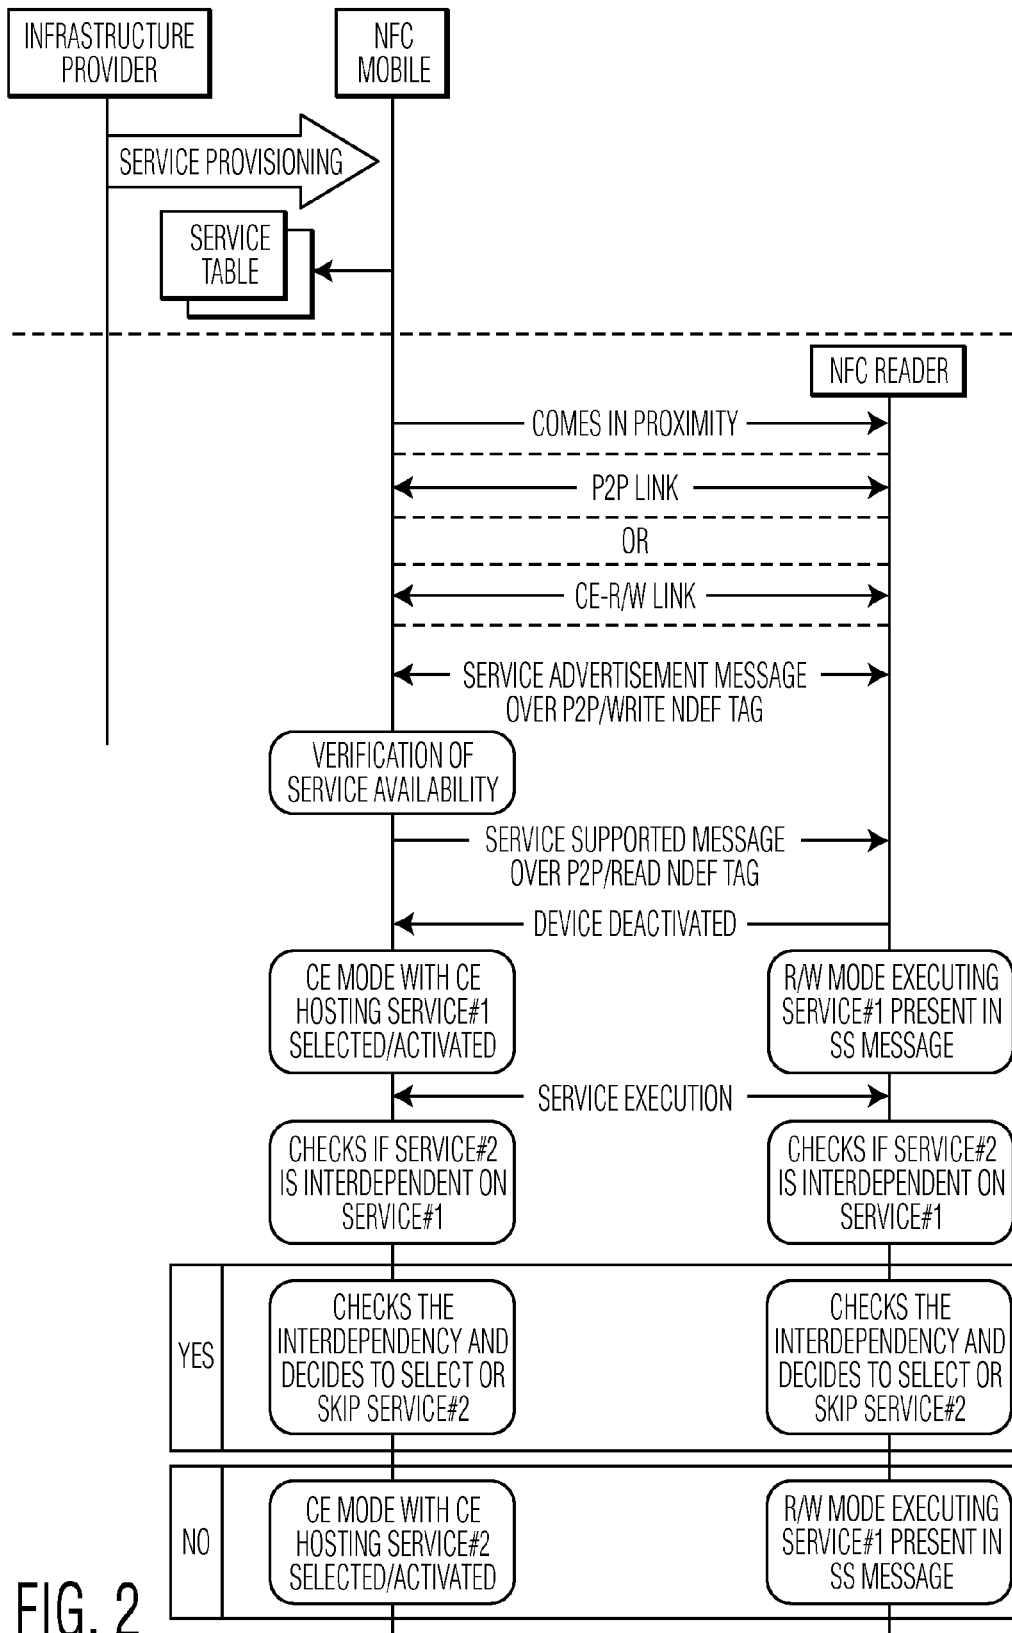 INFRASTRUCTURE
PROVIDER
NFC
MOBILE
SERVICE PROVISIONING
SERVICE
TABLE
NFC READER
COMES IN PROXIMITY
P2P LINK
OR
CE-R/W LINK
SERVICE ADVERTISEMENT MESSAGE
OVER P2P/WRITE NDEF TAG
VERIFICATION OF
SERVICE AVAILABILITY
SERVICE SUPPORTED MESSAGE
OVER P2P/READ NDEF TAG
DEVICE DEACTIVATED
CE MODE WITH CE
HOSTING SERVICE#1
SELECTED/ACTIVATED
R/W MODE EXECUTING
SERVICE#1 PRESENT IN
SS MESSAGE
SERVICE EXECUTION
CHECKS IF SERVICE#2
IS INTERDEPENDENT ON
SERVICE#1
CHECKS IF SERVICE#2
IS INTERDEPENDENT ON
SERVICE#1
YES
CHECKS THE
INTERDEPENDENCY AND
DECIDES TO SELECT OR
SKIP SERVICE#2
CHECKS THE
INTERDEPENDENCY AND
DECIDES TO SELECT OR
SKIP SERVICE#2
NO
CE MODE WITH CE
HOSTING SERVICE#2
SELECTED/ACTIVATED
R/W MODE EXECUTING
SERVICE#1 PRESENT IN
SS MESSAGE
FIG. 2